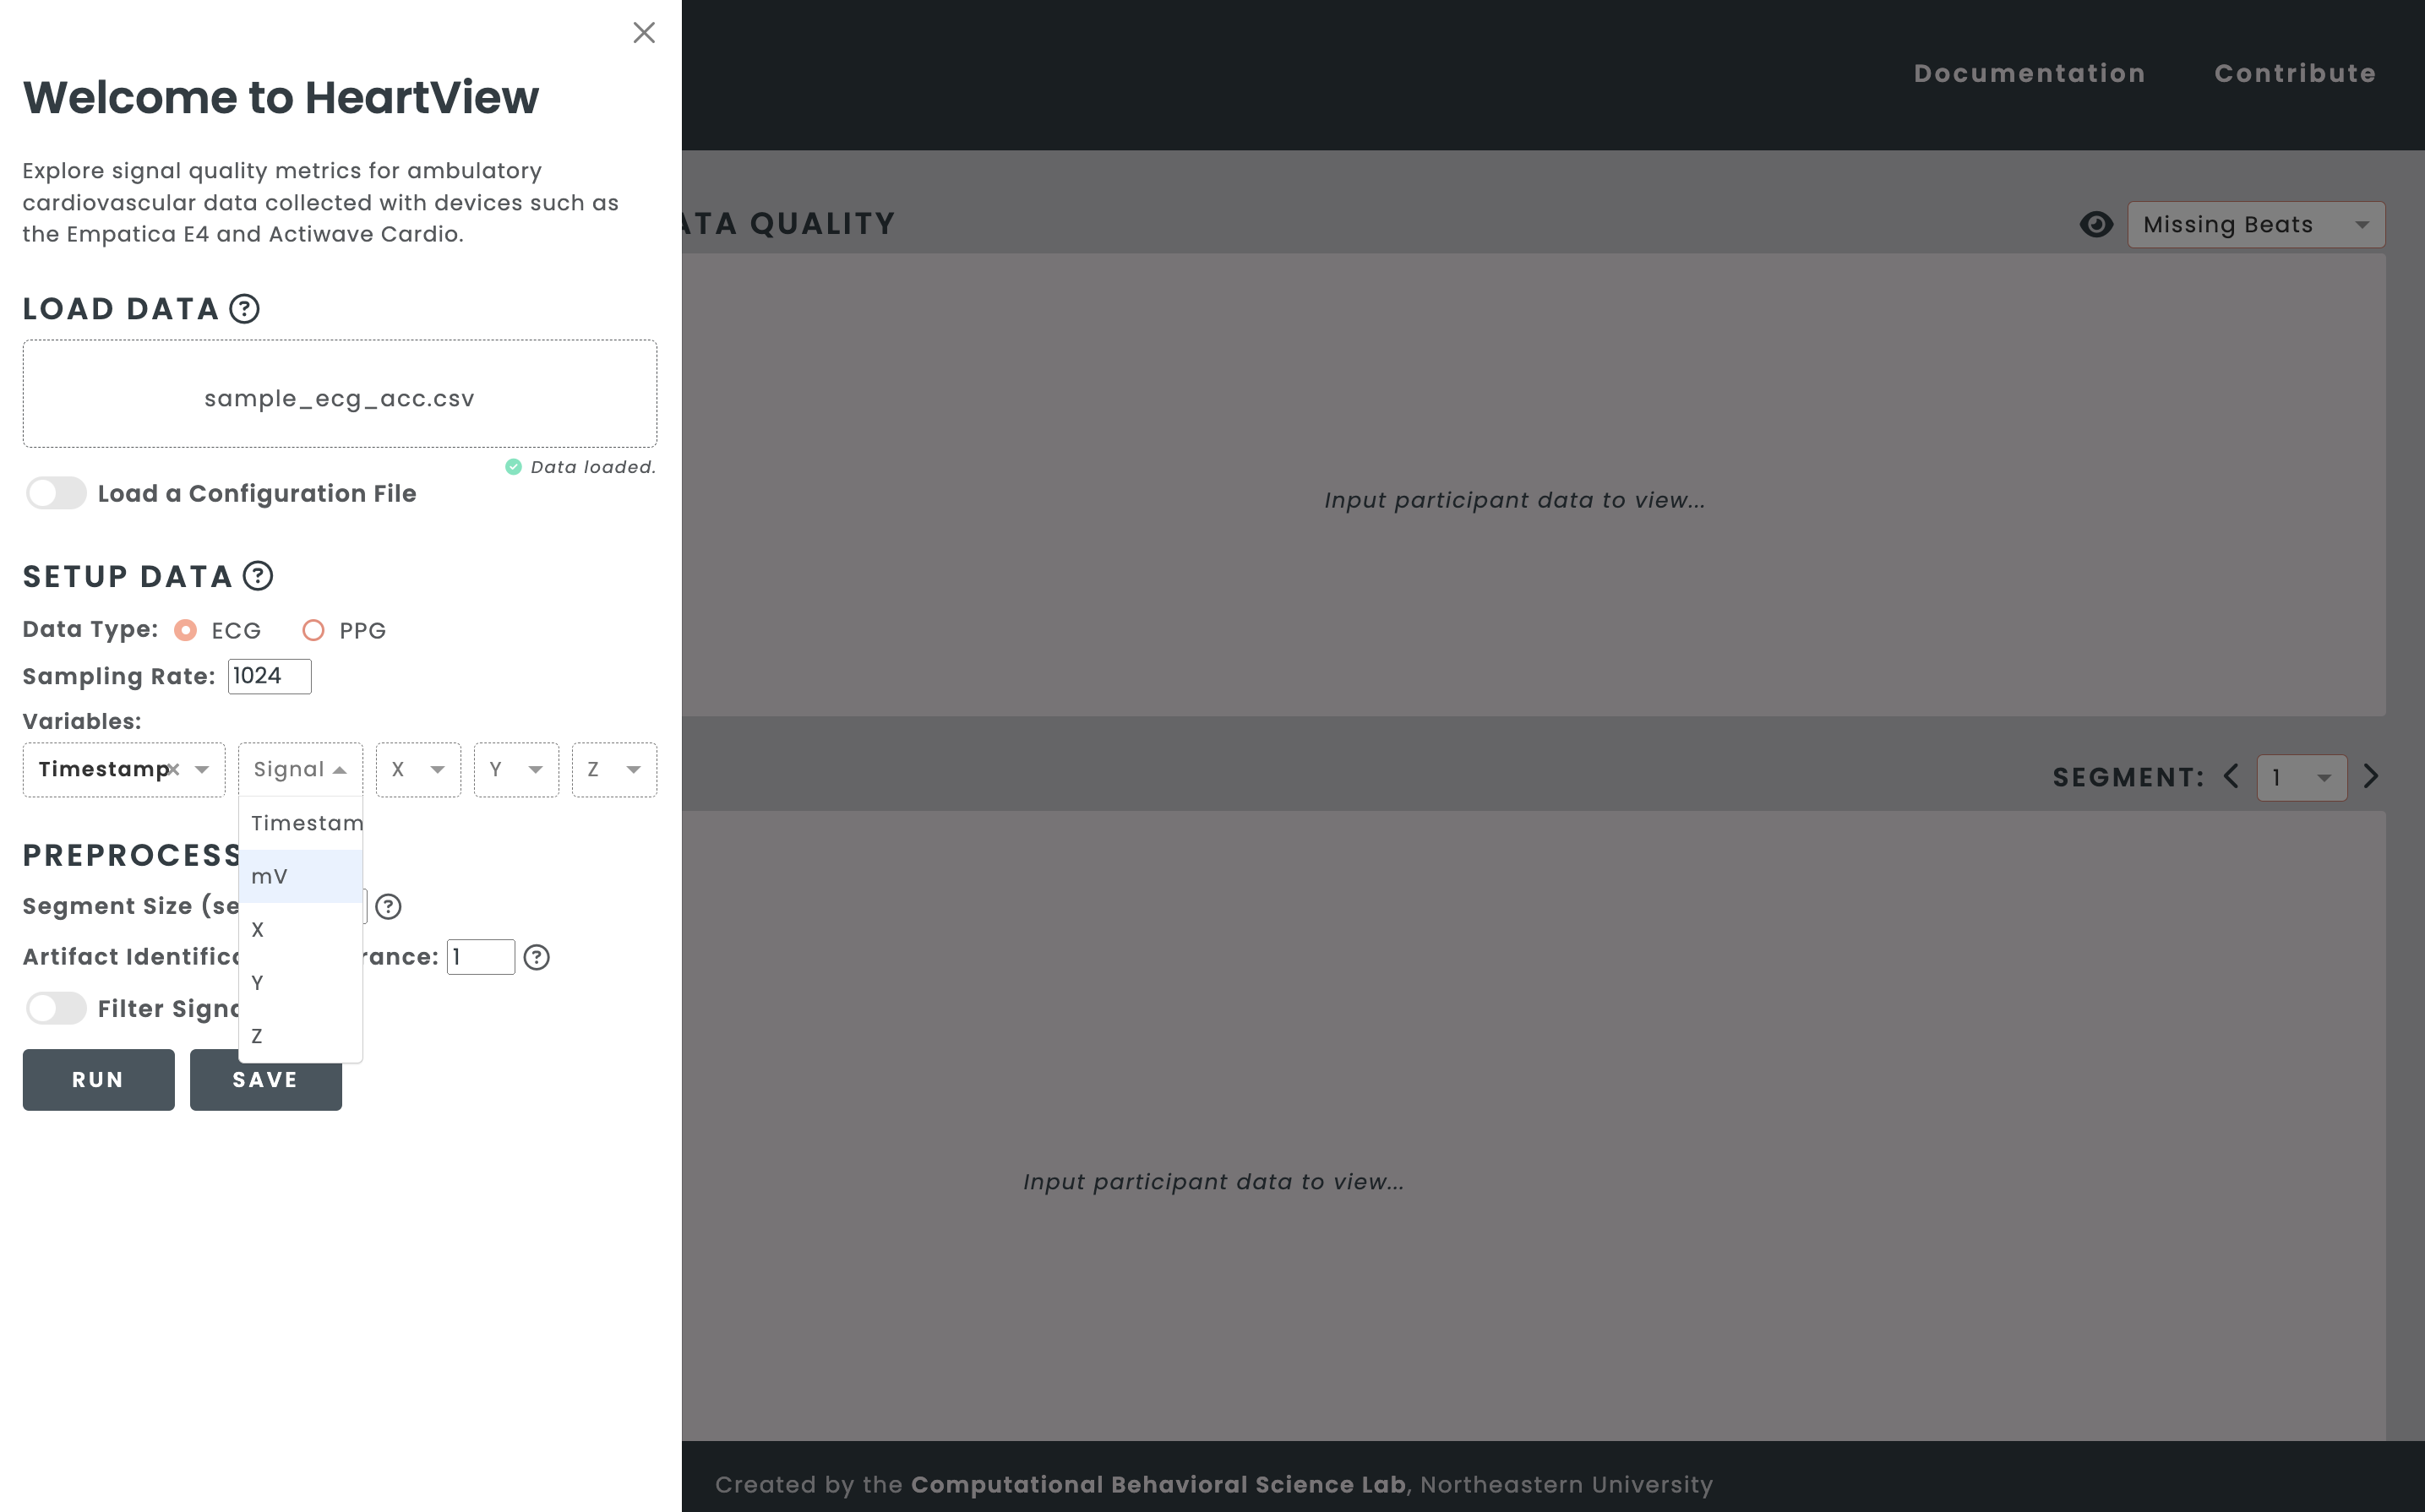 Welcome to HeartView
Explore signal quality metrics for ambulatory
cardiovascular data collected with devices such as
the Empatica E4 and Actiwave Cardio.
LOAD DATA ?
sample_ecg_acc.csv
Data loaded.
Load a Configuration File
SETUP DATA ?
Data Type: ECG PPG
Sampling Rate: 1024
Variables:
Timestamp × Signal X Y Z
Timestam
mV
X
Y
Z
PREPROCESS
Segment Size (se ?
Artifact Identific rance: 1 ?
Filter Signa
RUN SAVE
Documentation Contribute
ATA QUALITY
Missing Beats
Input participant data to view...
SEGMENT: < 1 >
Input participant data to view...
Created by the Computational Behavioral Science Lab, Northeastern University